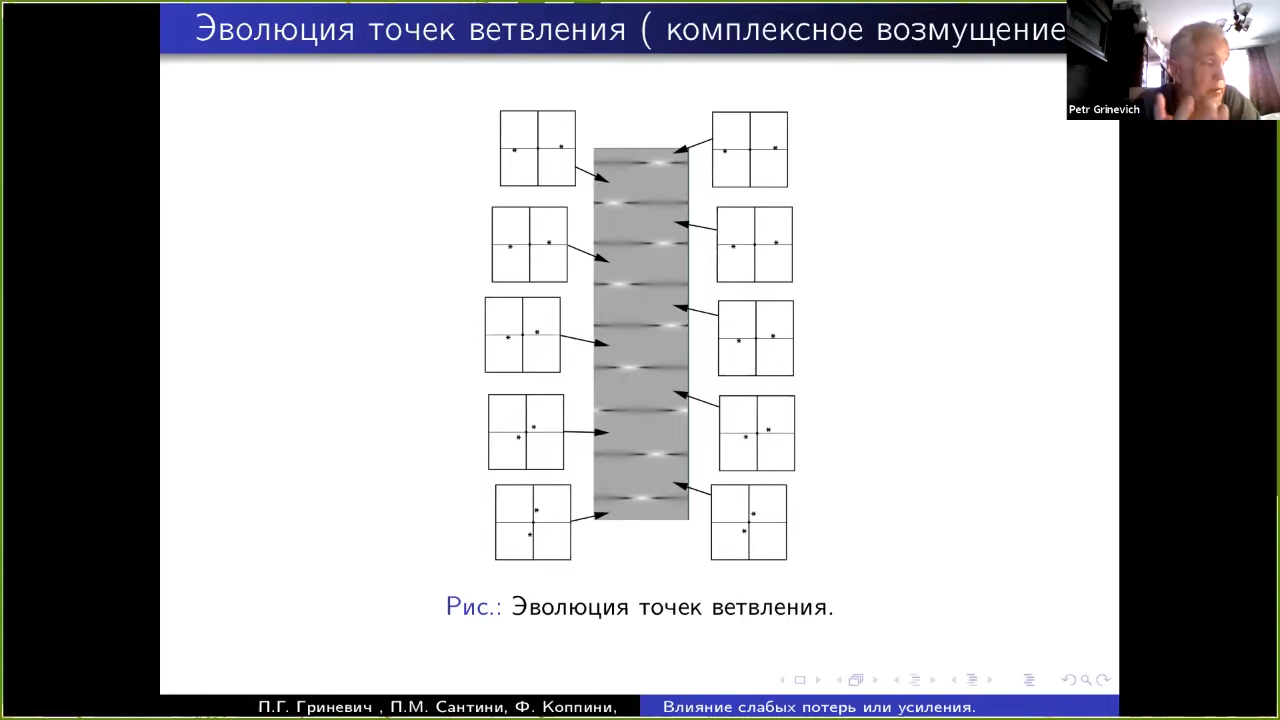 Эволюция точек ветвления ( комплексное возмущение
Petr Grinevich
Рис.: Эволюция точек ветвления.
П.Г. Гриневич , П.М. Сантини, Ф. Коппини,
Влияние слабых потерь или усиления.